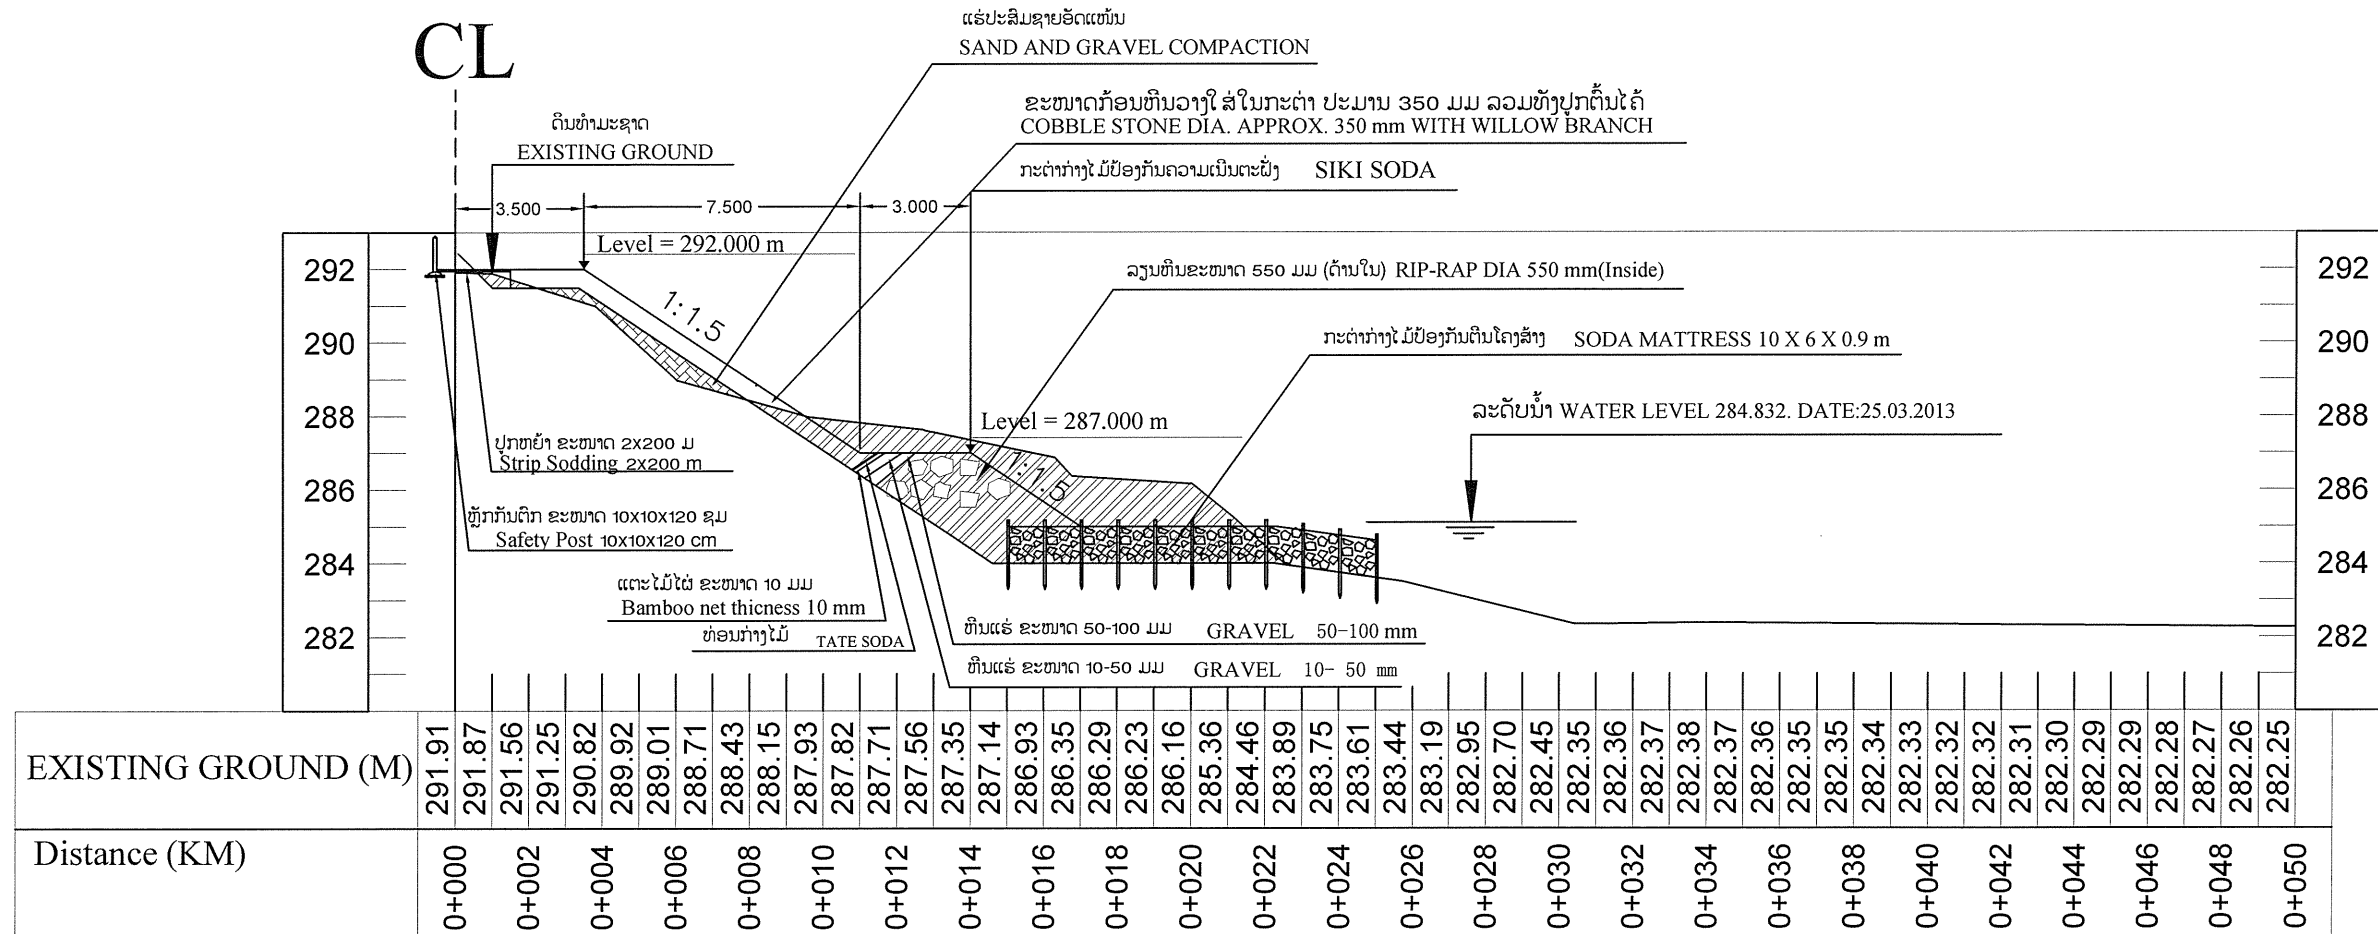 CL
ແຮ່ປະສົມຊາຍອັດແໜ້ນ
SAND AND GRAVEL COMPACTION
ຂະໜາດກ້ອນຫີນວາງໃສ່ໃນກະຕ່າ ປະມານ 350 ມມ ລວມທັງປູກຕົ້ນໄຄ້
COBBLE STONE DIA. APPROX. 350 mm WITH WILLOW BRANCH
ດິນທຳມະຊາດ
EXISTING GROUND
ກະຕ່າກ່າງໄມ້ປ້ອງກັນຄວາມເນີນຕະຝັ່ງ SIKI SODA
3.500 7.500 3.000
Level = 292.000 m
1:1.5
ລຽນຫີນຂະໜາດ 550 ມມ (ດ້ານໃນ) RIP-RAP DIA 550 mm(Inside)
ກະຕ່າກ່າງໄມ້ປ້ອງກັນຕີນໂຄງສ້າງ SODA MATTRESS 10 X 6 X 0.9 m
ລະດັບນ້ຳ WATER LEVEL 284.832. DATE:25.03.2013
Level = 287.000 m
1:1.5
ປູກຫຍ້າ ຂະໜາດ 2x200 ມ
Strip Sodding 2x200 m
ຫຼັກກັນຕົກ ຂະໜາດ 10x10x120 ຊມ
Safety Post 10x10x120 cm
ແຕະໄມ້ໄຜ່ ຂະໜາດ 10 ມມ
Bamboo net thicness 10 mm
ທ່ອນກ່າງໄມ້ TATE SODA
ຫີນແຮ່ ຂະໜາດ 50-100 ມມ GRAVEL 50-100 mm
ຫີນແຮ່ ຂະໜາດ 10-50 ມມ GRAVEL 10- 50 mm
292 292
290 290
288 288
286 286
284 284
282 282
EXISTING GROUND (M) 291.91 291.87 291.56 291.25 290.82 289.92 289.01 288.71 288.43 288.15 287.93 287.82 287.71 287.56 287.35 287.14 286.93 286.35 286.29 286.23 286.16 285.36 284.46 283.89 283.75 283.61 283.44 283.19 282.95 282.70 282.45 282.35 282.36 282.37 282.38 282.37 282.36 282.35 282.35 282.34 282.33 282.32 282.32 282.31 282.30 282.29 282.29 282.28 282.27 282.26 282.25
Distance (KM) 0+000 0+002 0+004 0+006 0+008 0+010 0+012 0+014 0+016 0+018 0+020 0+022 0+024 0+026 0+028 0+030 0+032 0+034 0+036 0+038 0+040 0+042 0+044 0+046 0+048 0+050